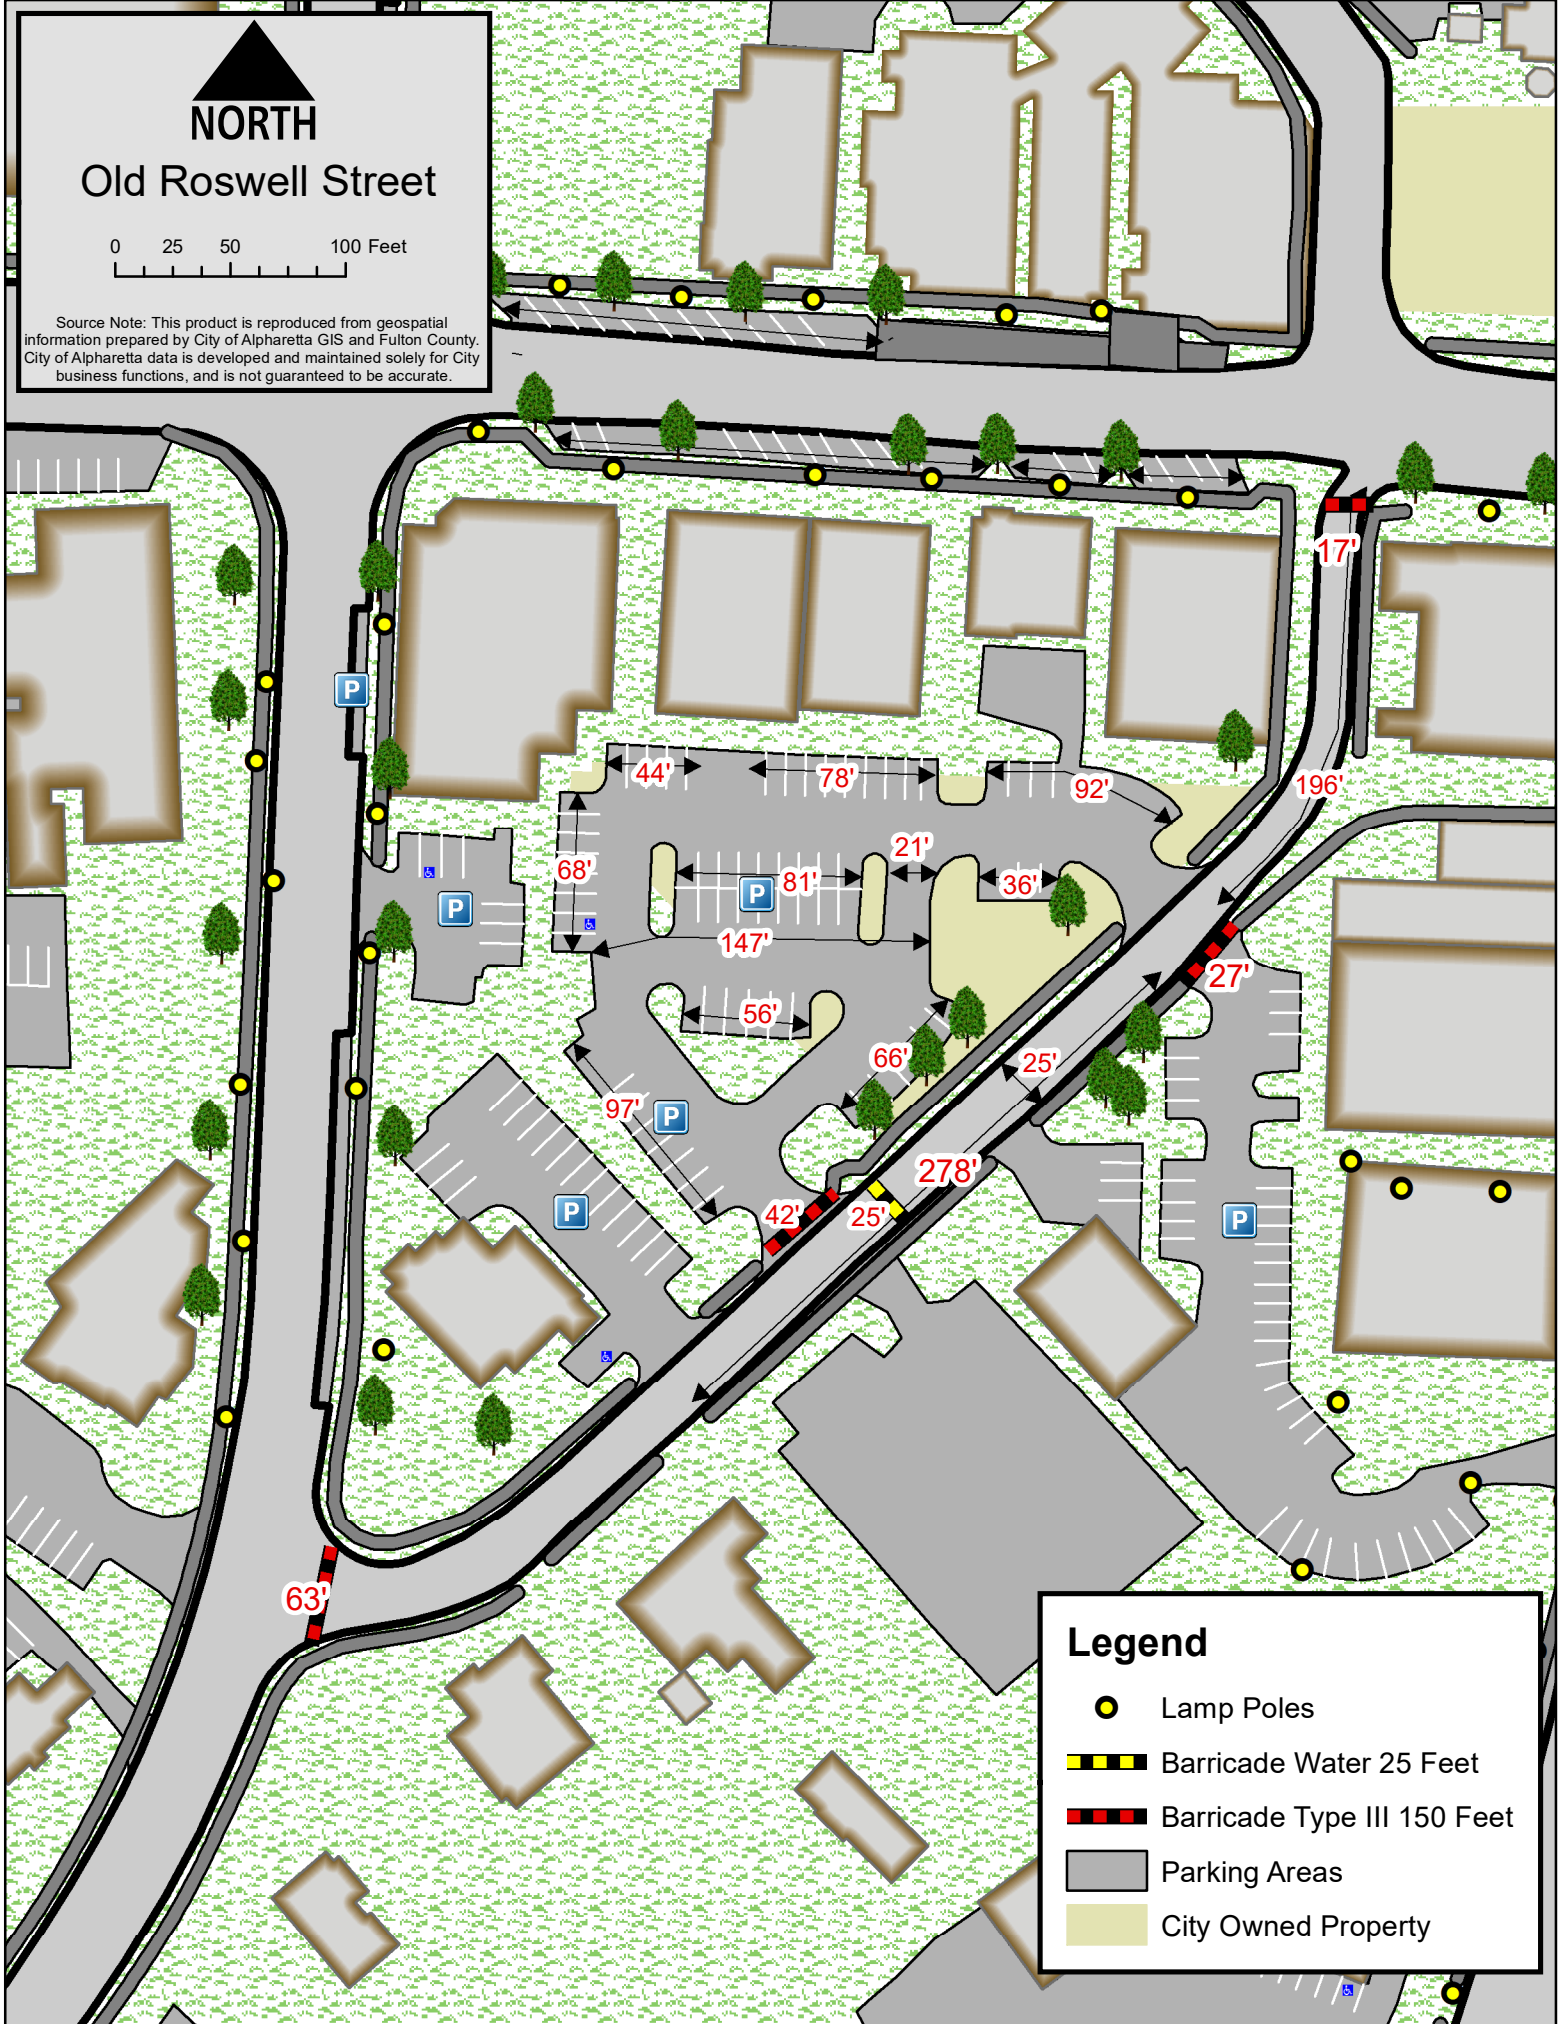 NORTH
Old Roswell Street
0 25 50 100 Feet
Source Note: This product is reproduced from geospatial
information prepared by City of Alpharetta GIS and Fulton County.
City of Alpharetta data is developed and maintained solely for City
business functions, and is not guaranteed to be accurate.
17'
P
44'
78'
92'
196'
68'
21'
81'
36'
P
P
147'
27'
56'
66'
25'
97'
P
278'
42'
25'
P
P
63'
Legend
Lamp Poles
Barricade Water 25 Feet
Barricade Type III 150 Feet
Parking Areas
City Owned Property